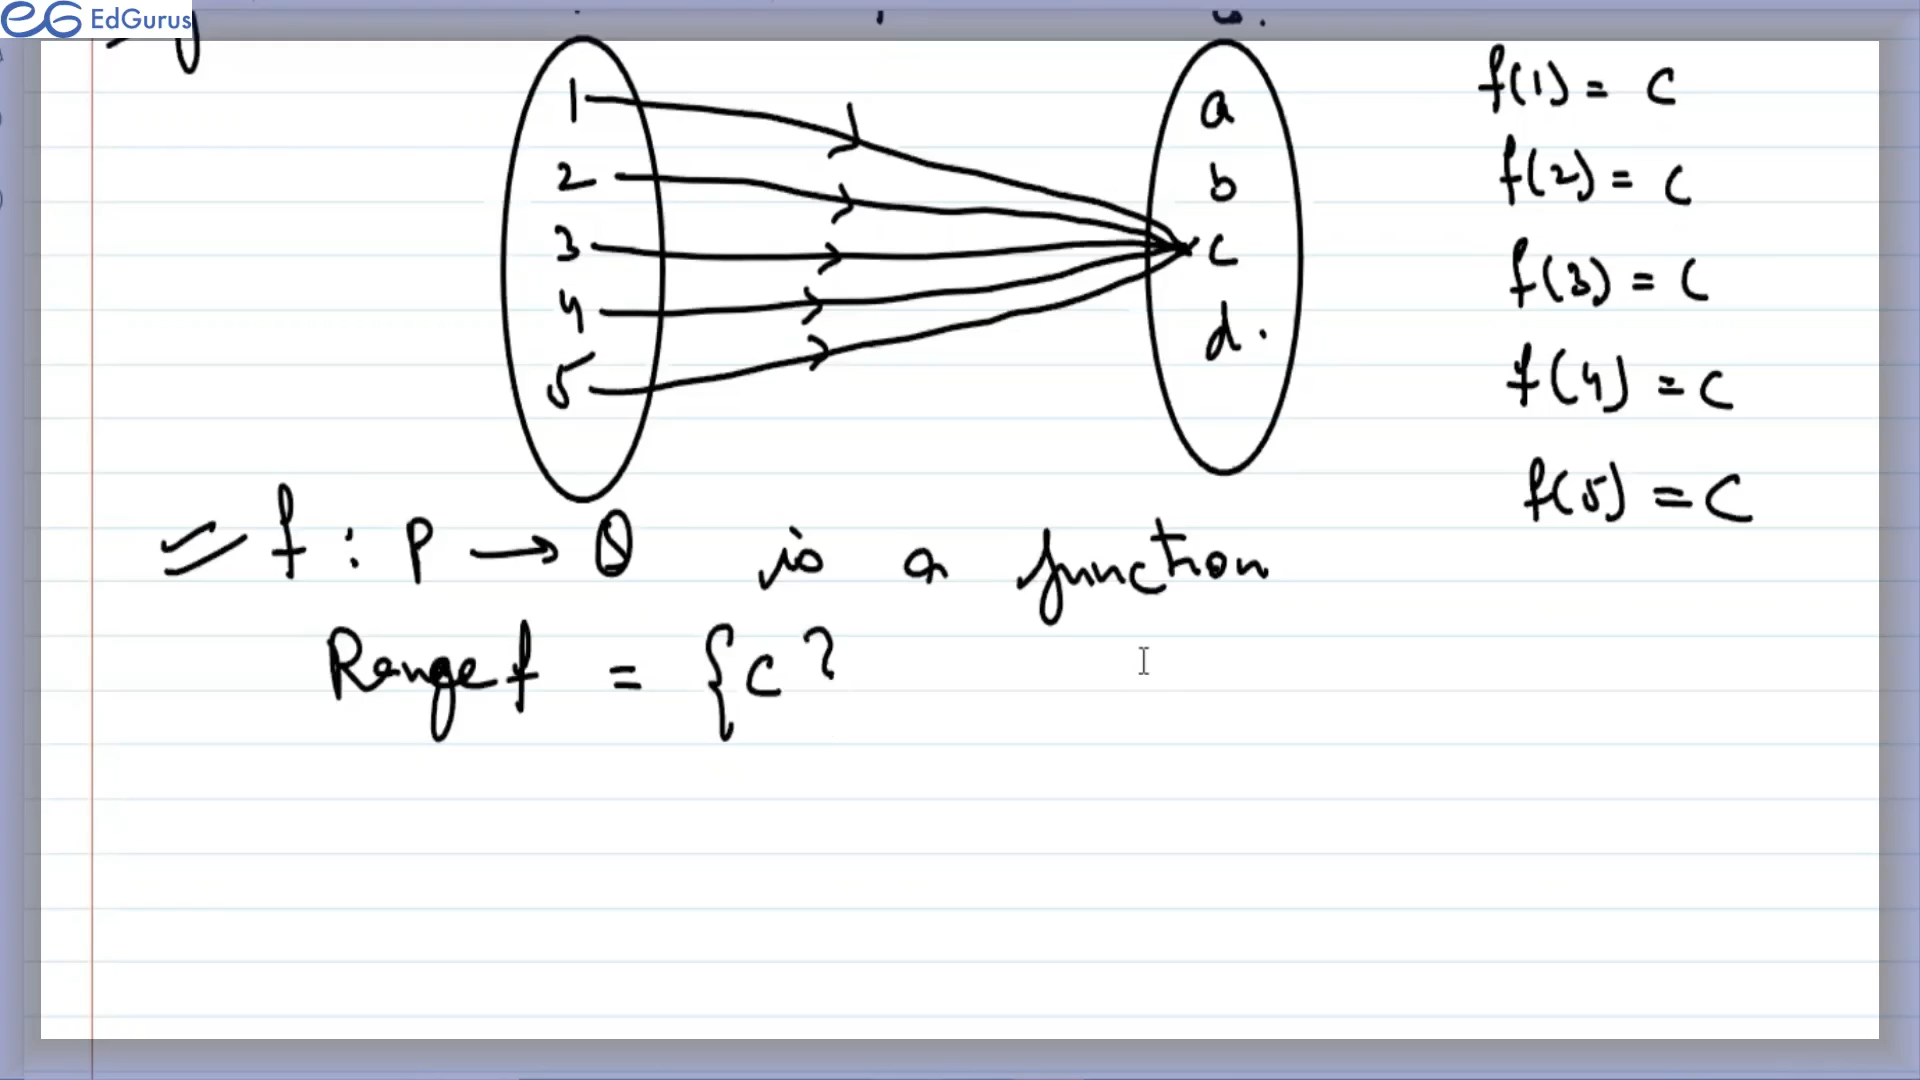 EdGurus
1 a f(1) = c
2 b f(2) = c
3 c f(3) = c
4 d. f(4) = c
5 f(5) = c
f : P → Q is a function
Range f = {c}